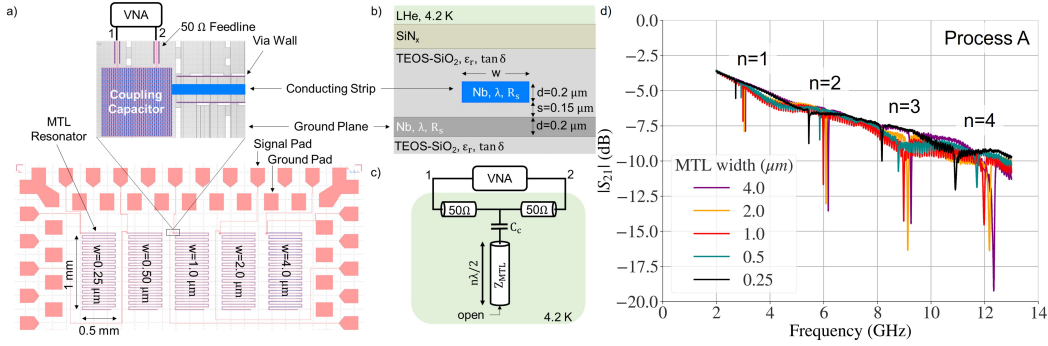 a)
VNA
1
2
50 Ω Feedline
Via Wall
Coupling
Capacitor
Conducting Strip
Ground Plane
MTL
Resonator
Signal Pad
Ground Pad
w=0.25 μm
w=0.50 μm
w=1.0 μm
w=2.0 μm
w=4.0 μm
1 mm
0.5 mm
b)
LHe, 4.2 K
SiNx
TEOS-SiO2, εr, tan δ
w
Nb, λ, Rs
d=0.2 μm
s=0.15 μm
Nb, λ, Rs
d=0.2 μm
TEOS-SiO2, εr, tan δ
c)
1
VNA
2
50Ω
50Ω
Cc
nλ/2
ZMTL
open
4.2 K
d)
Process A
n=1
n=2
n=3
n=4
|S21| (dB)
0.0
−2.5
−5.0
−7.5
−10.0
−12.5
−15.0
−17.5
−20.0
MTL width (μm)
4.0
2.0
1.0
0.5
0.25
0
2
4
6
8
10
12
14
Frequency (GHz)